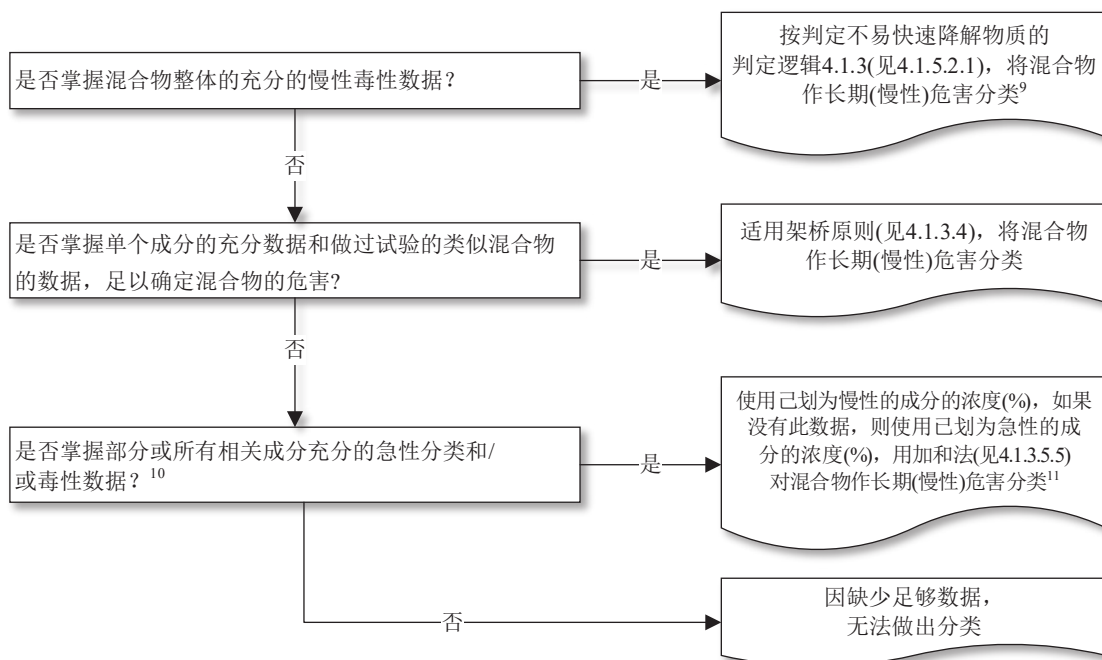 是否掌握混合物整体的充分的慢性毒性数据？
是
按判定不易快速降解物质的
判定逻辑4.1.3(见4.1.5.2.1)，将混合物
作长期(慢性)危害分类9
否
是否掌握单个成分的充分数据和做过试验的类似混合物
的数据，足以确定混合物的危害?
是
适用架桥原则(见4.1.3.4)，将混合物
作长期(慢性)危害分类
否
是否掌握部分或所有相关成分充分的急性分类和/
或毒性数据？10
是
使用己划为慢性的成分的浓度(%)，如果
没有此数据，则使用己划为急性的成
分的浓度(%)，用加和法(见4.1.3.5.5)
对混合物作长期(慢性)危害分类11
否
因缺少足够数据，
无法做出分类